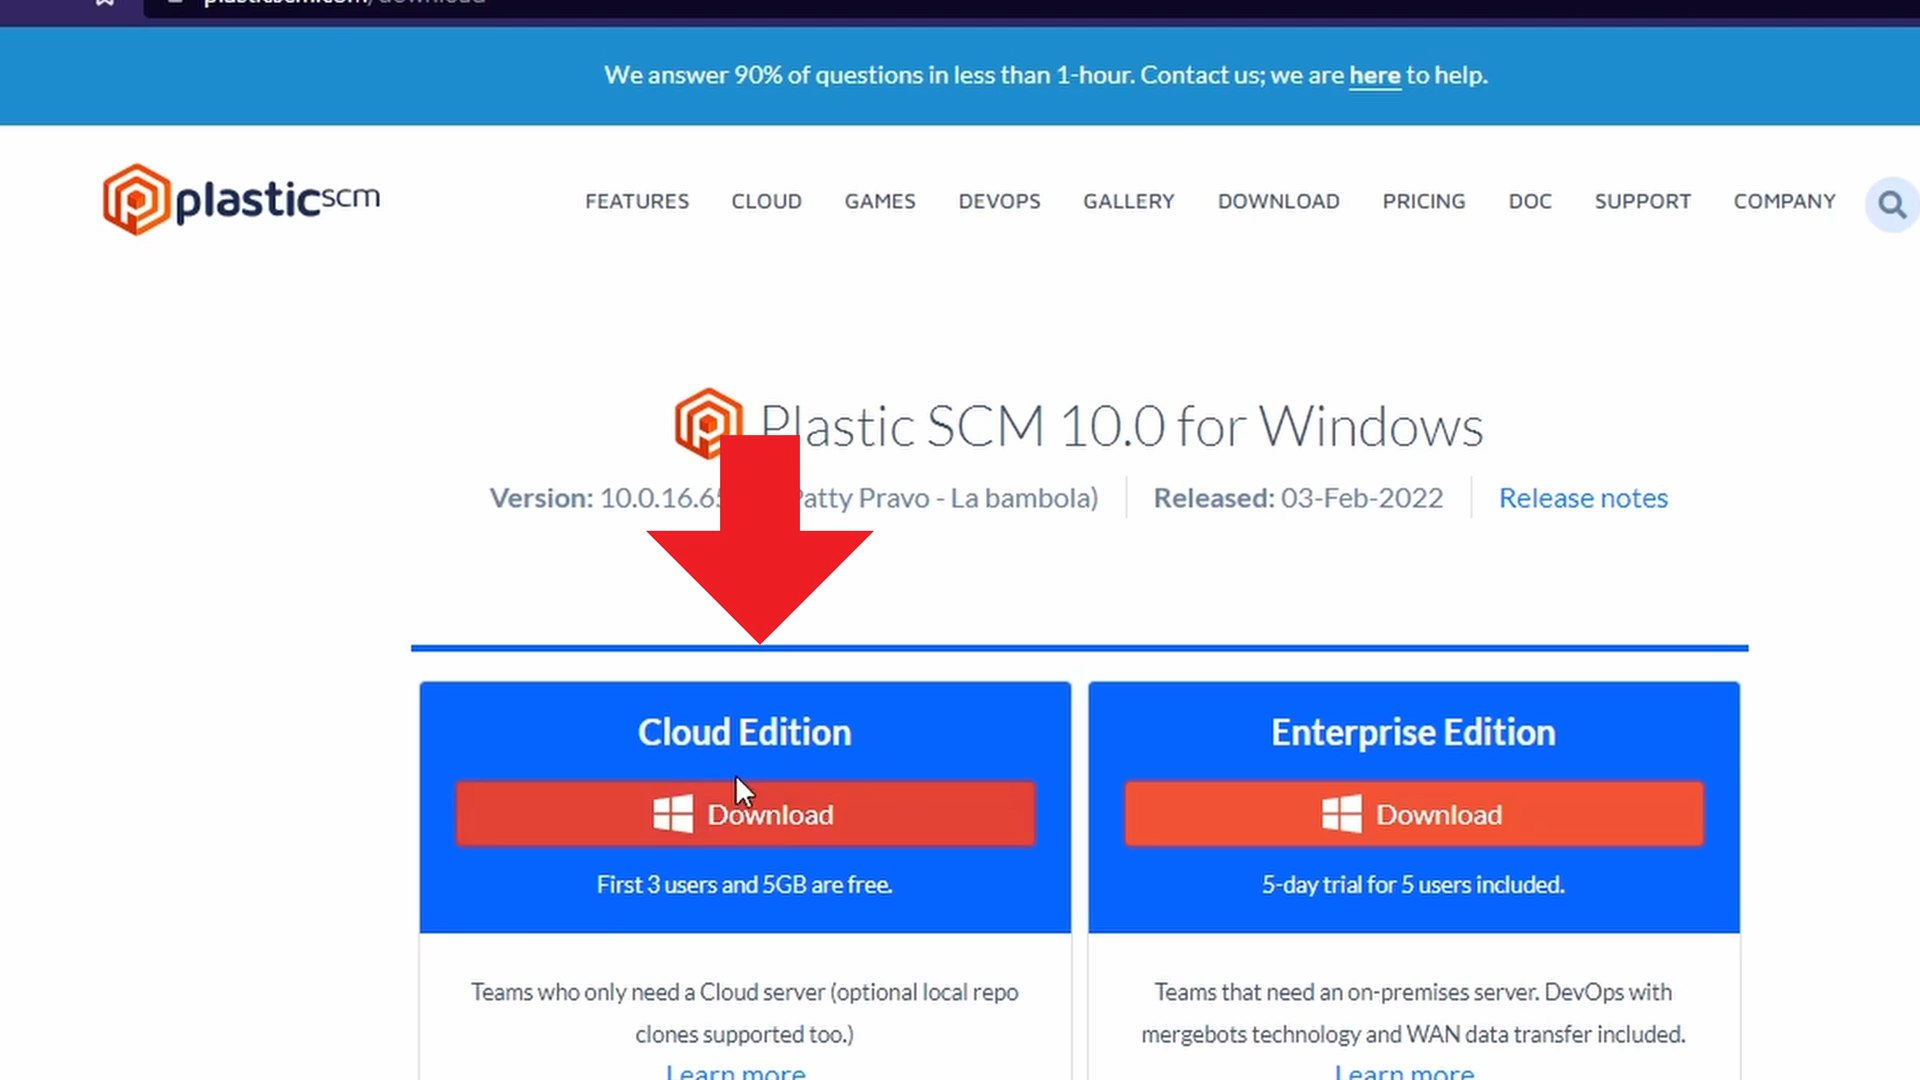 We answer 90% of questions in less than 1-hour. Contact us; we are here to help.
plasticscm
FEATURES CLOUD GAMES DEVOPS GALLERY DOWNLOAD PRICING DOC SUPPORT COMPANY
Plastic SCM 10.0 for Windows
Version: 10.0.16.6 Patty Pravo - La bambola) Released: 03-Feb-2022 Release notes
Cloud Edition
Download
First 3 users and 5GB are free.
Teams who only need a Cloud server (optional local repo
clones supported too.)
Learn more
Enterprise Edition
Download
5-day trial for 5 users included.
Teams that need an on-premises server. DevOps with
mergebots technology and WAN data transfer included.
Learn more